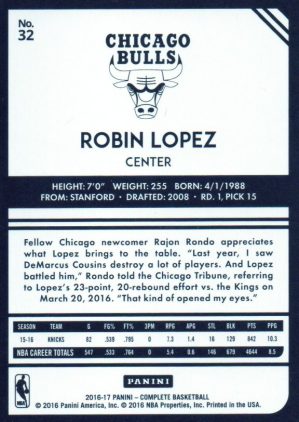 No.
32
CHICAGO
BULLS
ROBIN LOPEZ
CENTER
HEIGHT: 7'0" WEIGHT: 255 BORN: 4/1/1988
FROM: STANFORD • DRAFTED: 2008 • RD. 1, PICK 15
Fellow Chicago newcomer Rajon Rondo appreciates
what Lopez brings to the table. "Last year, I saw
DeMarcus Cousins destroy a lot of players. And Lopez
battled him," Rondo told the Chicago Tribune, referring
to Lopez's 23-point, 20-rebound effort vs. the Kings on
March 20, 2016. "That kind of opened my eyes."
SEASON TEAM G FG% FT% 3PM RPG APG STL BLK PTS PPG
15-16 KNICKS 82 .539 .795 0 7.3 1.4 16 129 842 10.3
NBA CAREER TOTALS 547 .533 .764 0 5.4 0.8 146 679 4644 8.5
PANINI
2016-17 PANINI – COMPLETE BASKETBALL
© 2016 Panini America, Inc. © 2016 NBA Properties, Inc. Printed in the USA.
NBA